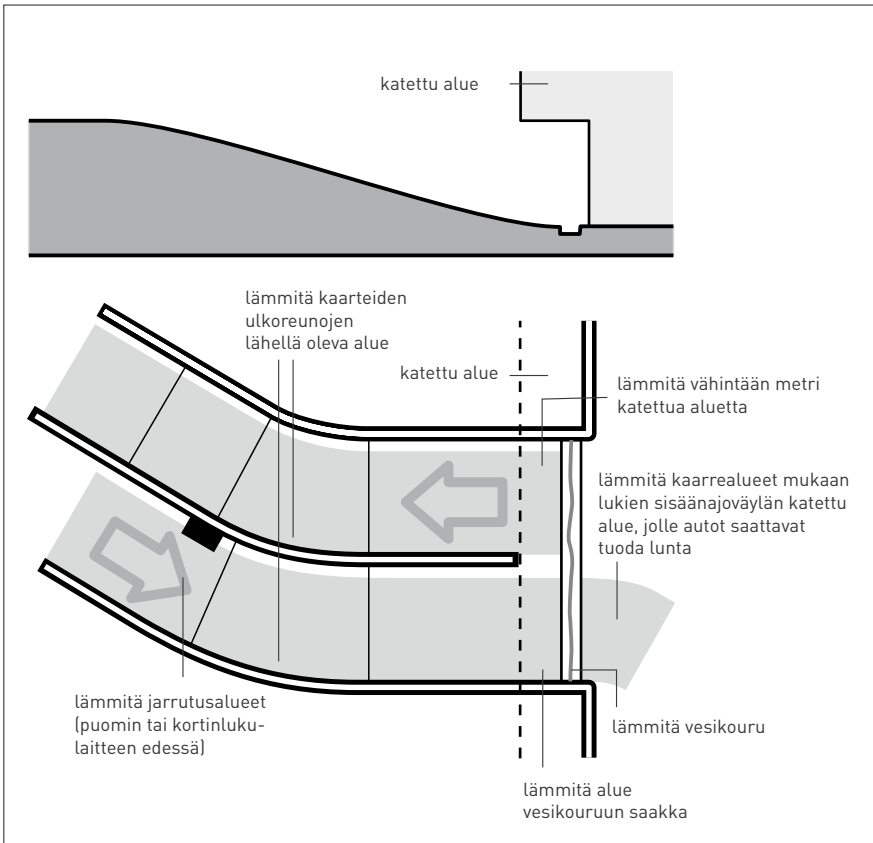 katettu alue
lämmitä kaarteiden
ulkoreunojen
lähellä oleva alue
katettu alue
lämmitä vähintään metri
katettua aluetta
lämmitä kaarrealueet mukaan
lukien sisäänajoväylän katettu
alue, jolle autot saattavat
tuoda lunta
lämmitä jarrutusalueet
(puomin tai kortinluku-
laitteen edessä)
lämmitä vesikouru
lämmitä alue
vesikouruun saakka